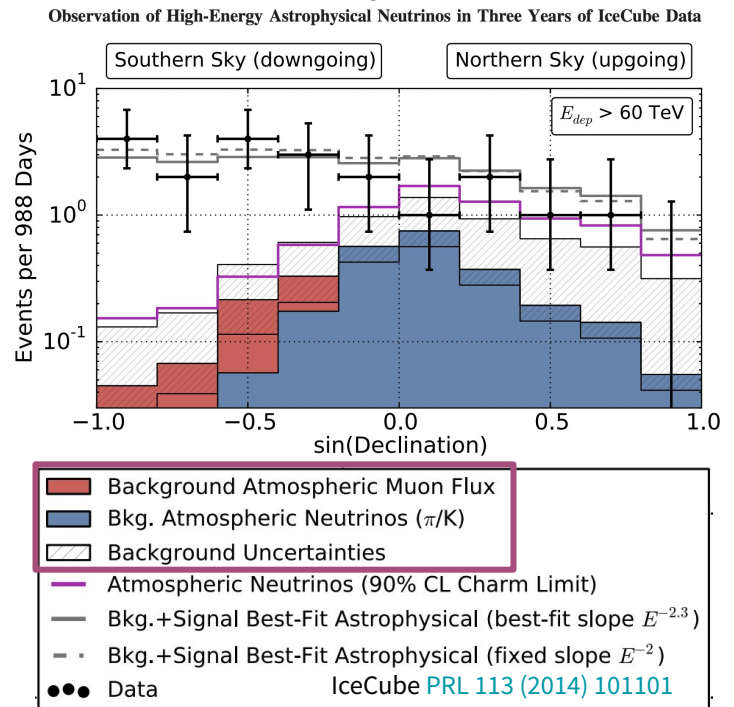 Observation of High-Energy Astrophysical Neutrinos in Three Years of IceCube Data
Southern Sky (downgoing) Northern Sky (upgoing)
10^1
E_dep > 60 TeV
Events per 988 Days
10^0
10^-1
−1.0 −0.5 0.0 0.5 1.0
sin(Declination)
Background Atmospheric Muon Flux
Bkg. Atmospheric Neutrinos (π/K)
Background Uncertainties
Atmospheric Neutrinos (90% CL Charm Limit)
Bkg.+Signal Best-Fit Astrophysical (best-fit slope E^−2.3)
Bkg.+Signal Best-Fit Astrophysical (fixed slope E^−2)
Data IceCube PRL 113 (2014) 101101